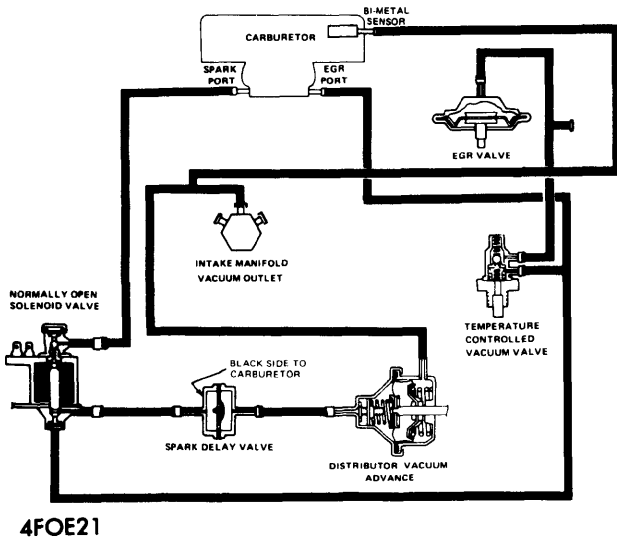 BI-METAL
SENSOR
CARBURETOR
SPARK
PORT
EGR
PORT
EGR VALVE
INTAKE MANIFOLD
VACUUM OUTLET
NORMALLY OPEN
SOLENOID VALVE
TEMPERATURE
CONTROLLED
VACUUM VALVE
BLACK SIDE TO
CARBURETOR
SPARK DELAY VALVE
DISTRIBUTOR VACUUM
ADVANCE
4FOE21